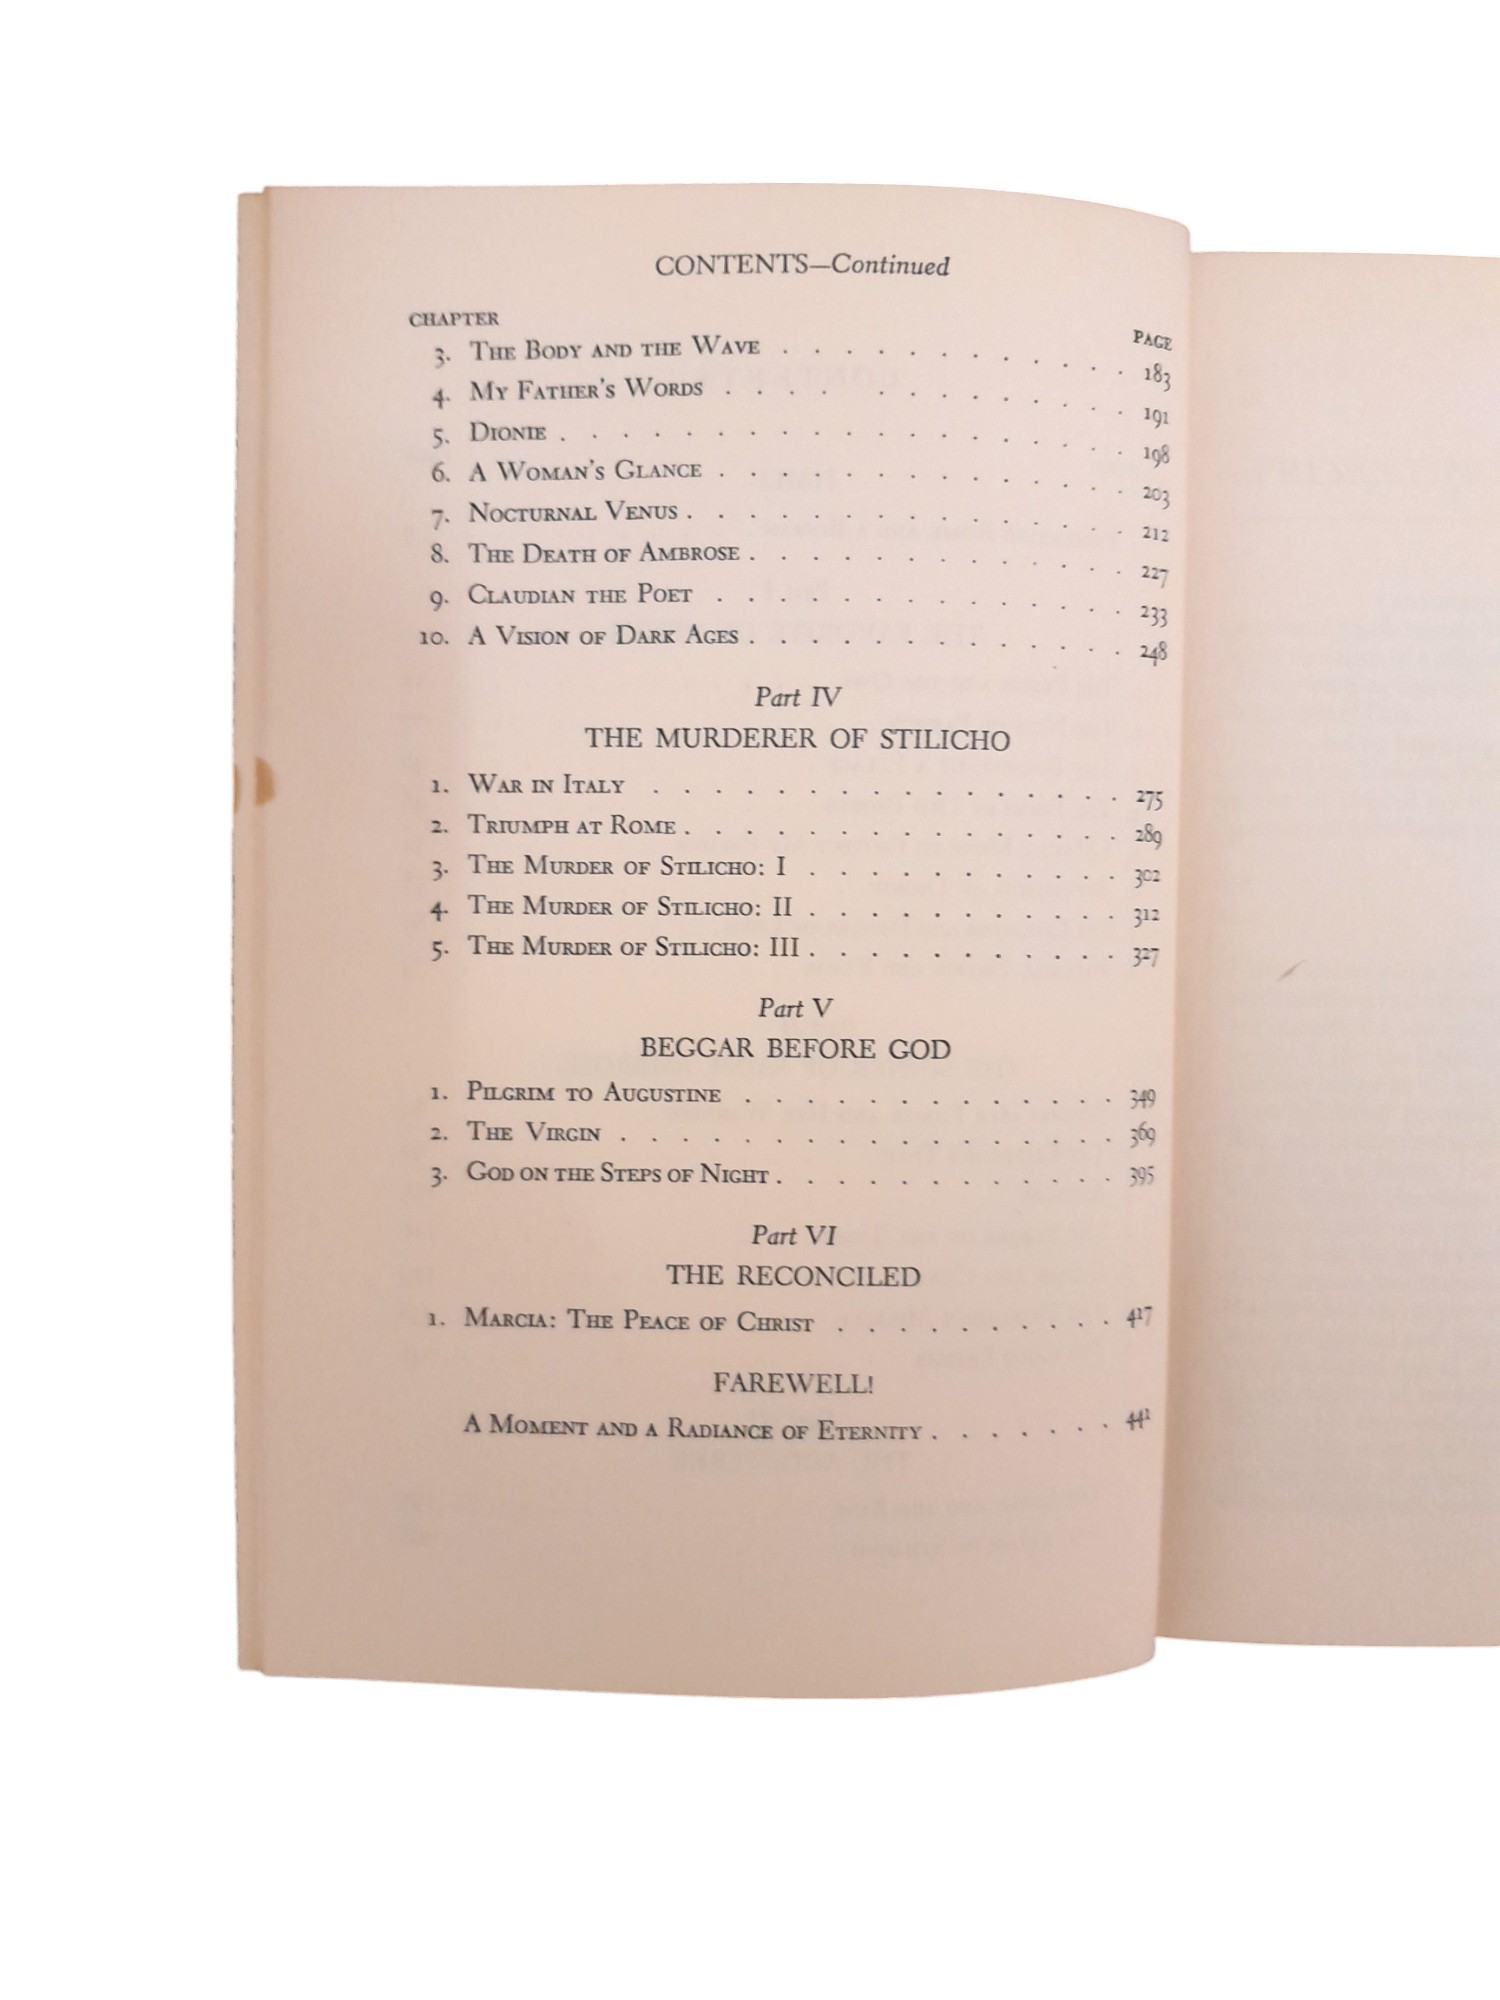 CONTENTS—Continued
CHAPTER PAGE
3. THE BODY AND THE WAVE . . . . . . . . . . . . 183
4. MY FATHER'S WORDS . . . . . . . . . . . . 191
5. DIONIE . . . . . . . . . . . . . . . . . . 198
6. A WOMAN'S GLANCE . . . . . . . . . . . . . . 203
7. NOCTURNAL VENUS . . . . . . . . . . . . . . . 212
8. THE DEATH OF AMBROSE . . . . . . . . . . . . . 227
9. CLAUDIAN THE POET . . . . . . . . . . . . . . 233
10. A VISION OF DARK AGES . . . . . . . . . . . . . 248
Part IV
THE MURDERER OF STILICHO
1. WAR IN ITALY . . . . . . . . . . . . . . . . 275
2. TRIUMPH AT ROME . . . . . . . . . . . . . . . 289
3. THE MURDER OF STILICHO: I . . . . . . . . . . . 302
4. THE MURDER OF STILICHO: II . . . . . . . . . . . 312
5. THE MURDER OF STILICHO: III . . . . . . . . . . . 327
Part V
BEGGAR BEFORE GOD
1. PILGRIM TO AUGUSTINE . . . . . . . . . . . . . 349
2. THE VIRGIN . . . . . . . . . . . . . . . . . 369
3. GOD ON THE STEPS OF NIGHT . . . . . . . . . . . . 395
Part VI
THE RECONCILED
1. MARCIA: THE PEACE OF CHRIST . . . . . . . . . . 417
FAREWELL!
A MOMENT AND A RADIANCE OF ETERNITY . . . . . . . 441